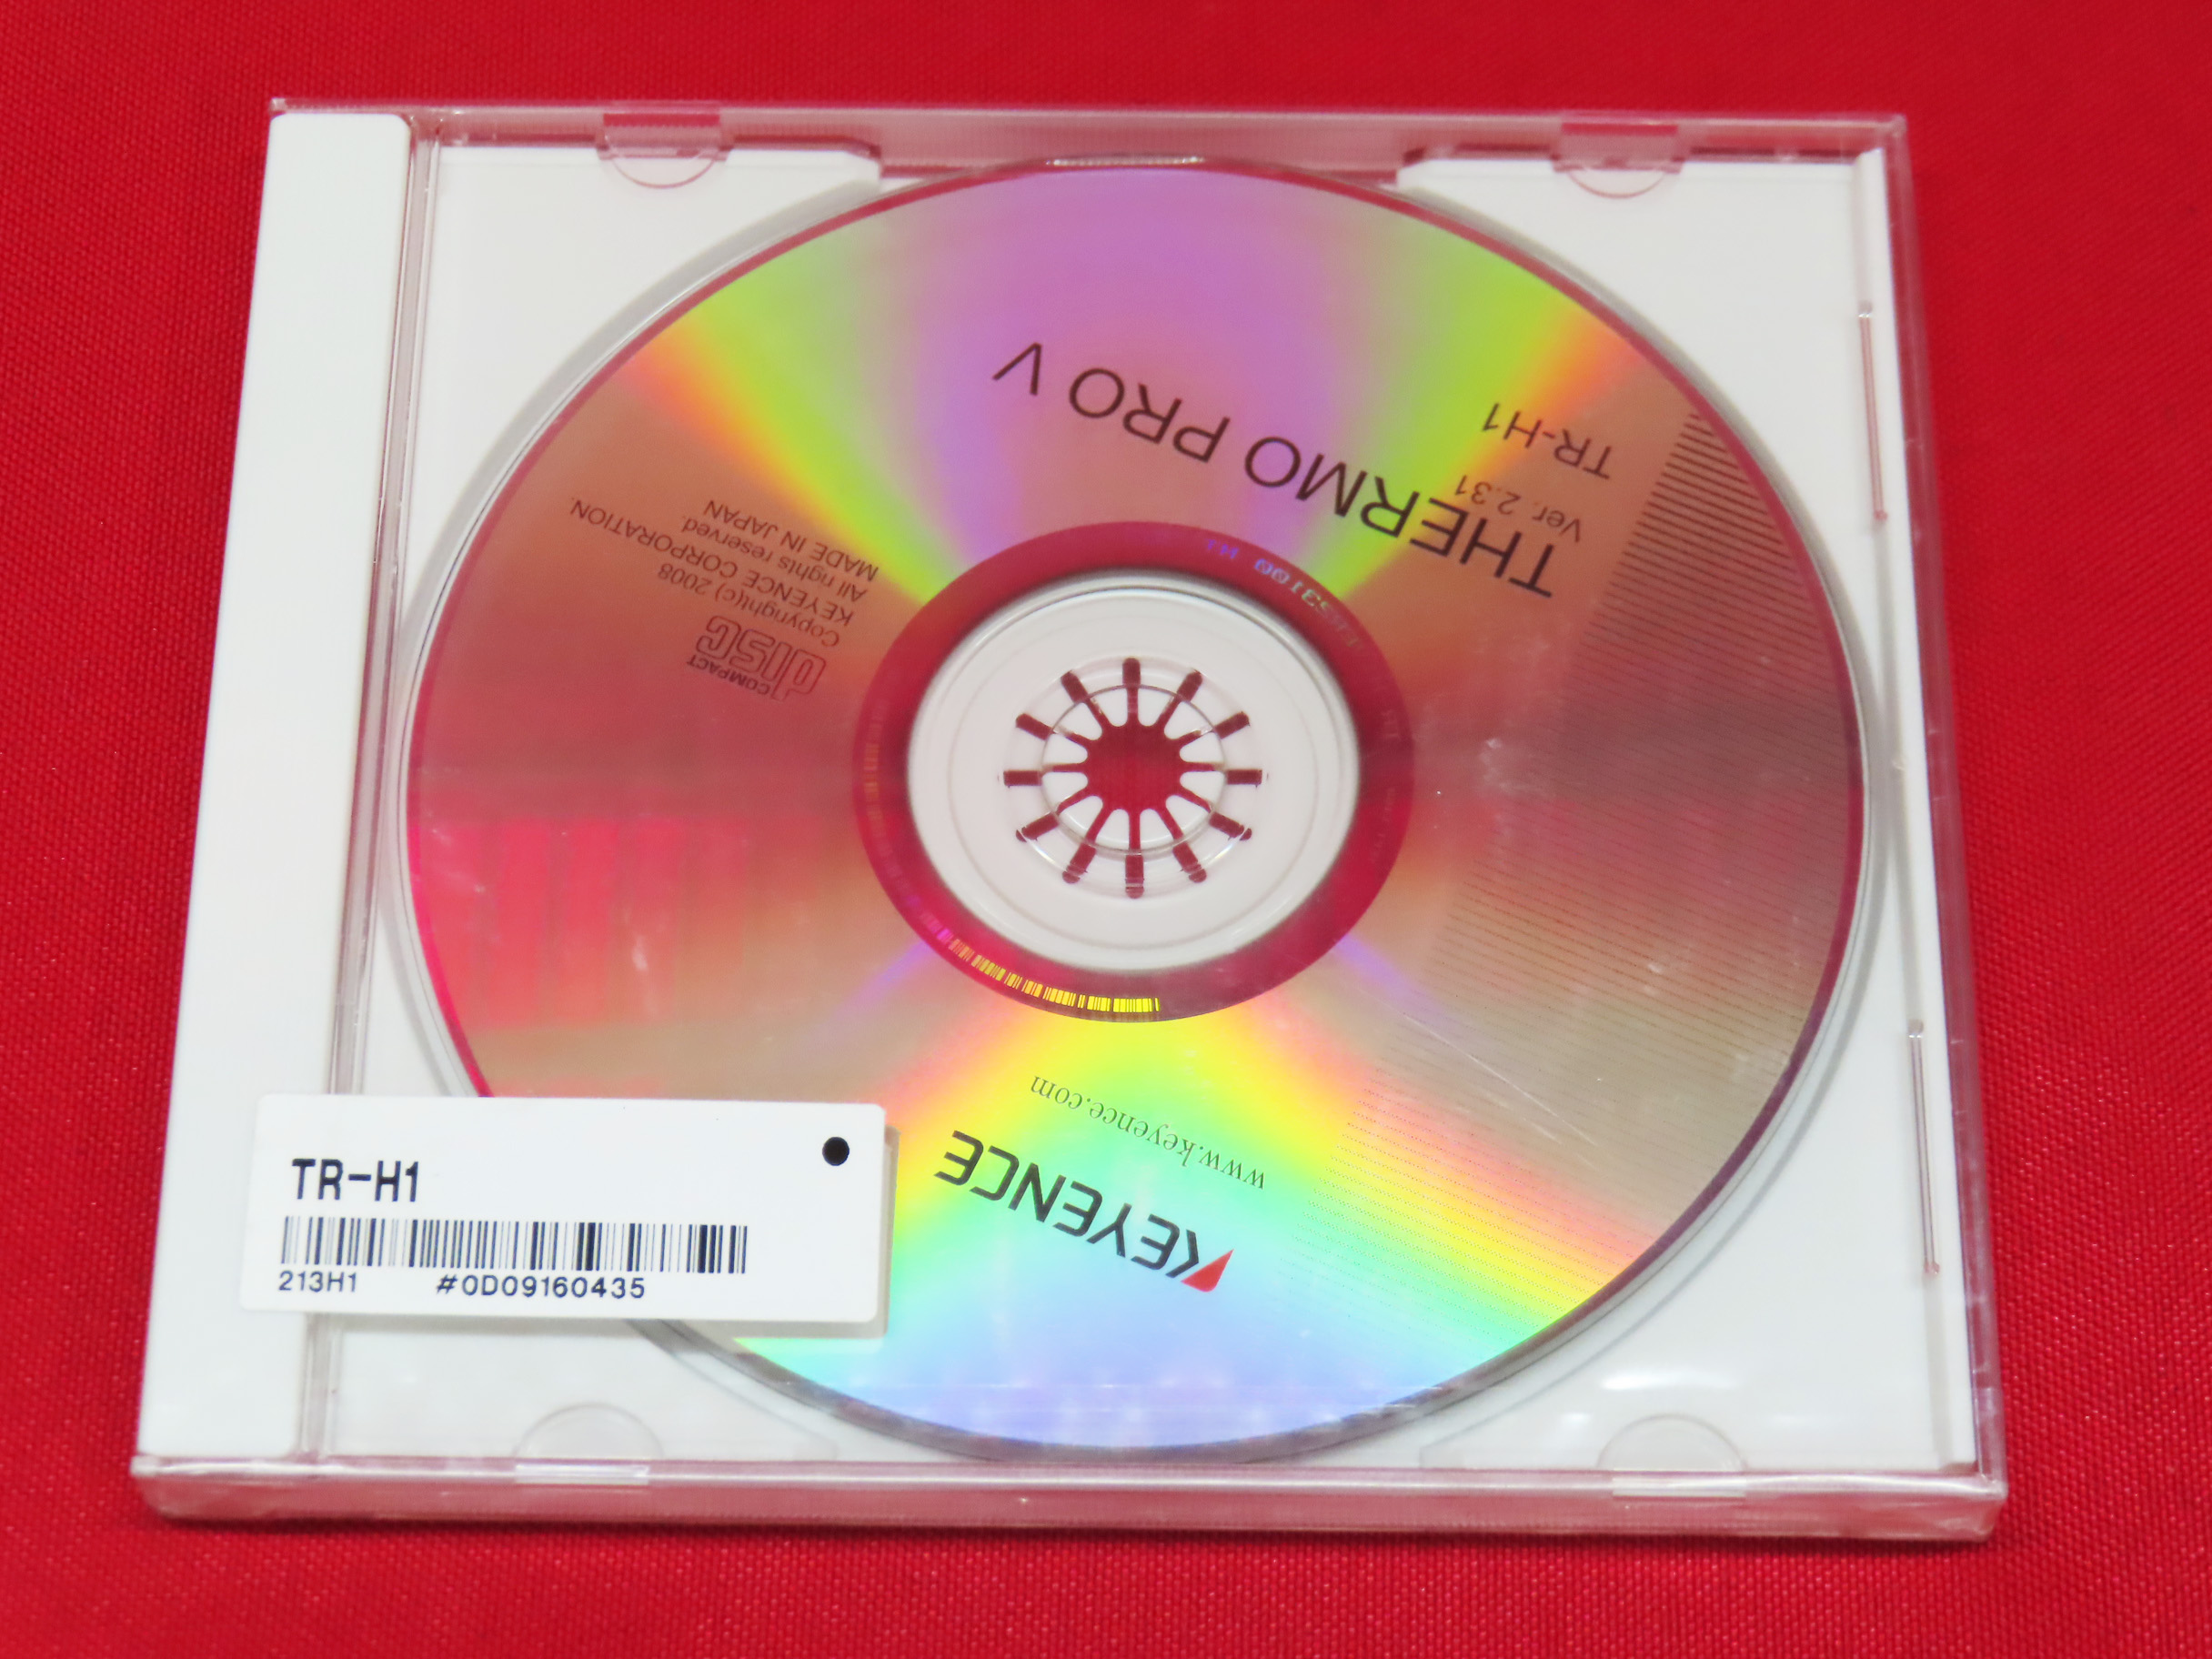 TR-H1
Ver. 2.31
THERMO PRO V
COMPACT
disc
Copyright(c) 2008
KEYENCE CORPORATION.
All rights reserved.
MADE IN JAPAN
www.keyence.com
KEYENCE
TR-H1
213H1 #0D09160435